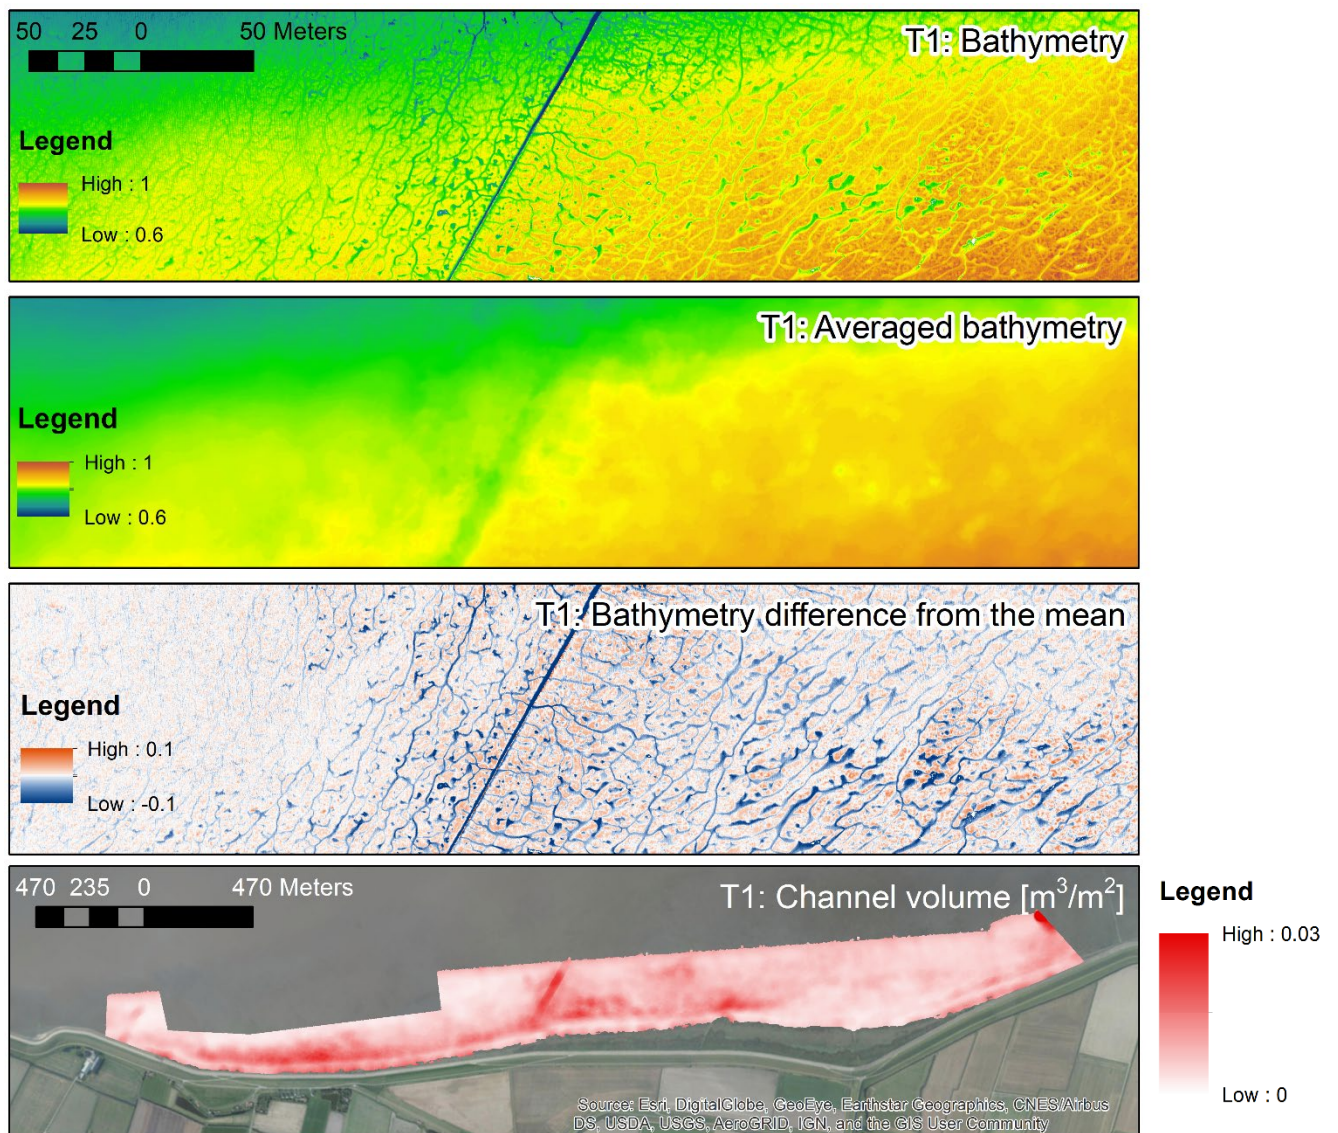 50 25 0 50 Meters
T1: Bathymetry
Legend
High : 1
Low : 0.6
T1: Averaged bathymetry
Legend
High : 1
Low : 0.6
T1: Bathymetry difference from the mean
Legend
High : 0.1
Low : -0.1
470 235 0 470 Meters
T1: Channel volume [m³/m²]
Legend
High : 0.03
Low : 0
Source: Esri, DigitalGlobe, GeoEye, Earthstar Geographics, CNES/Airbus
DS, USDA, USGS, AeroGRID, IGN, and the GIS User Community